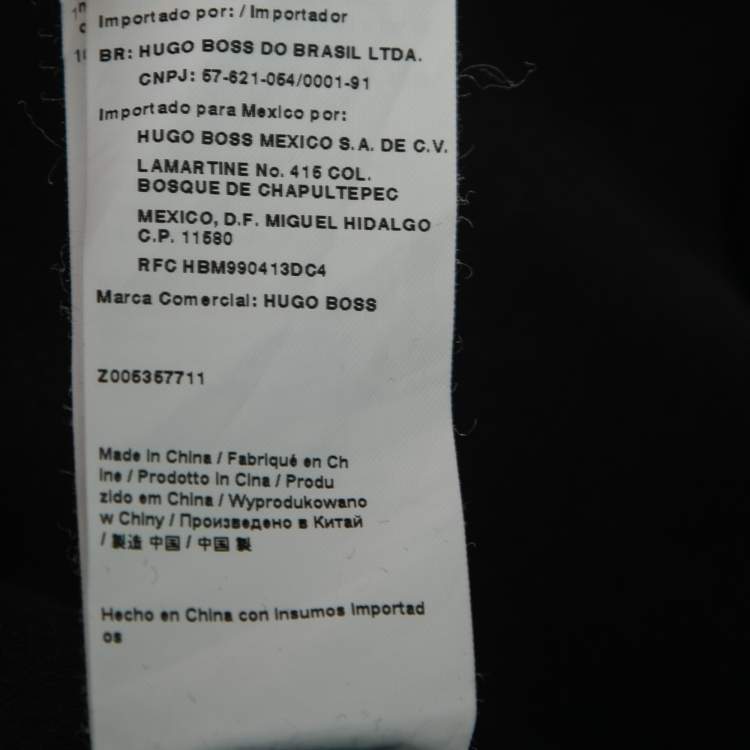 Importado por: / Importador
BR: HUGO BOSS DO BRASIL LTDA.
CNPJ: 57-621-054/0001-91
Importado para Mexico por:
HUGO BOSS MEXICO S.A. DE C.V.
LAMARTINE No. 415 COL.
BOSQUE DE CHAPULTEPEC
MEXICO, D.F. MIGUEL HIDALGO
C.P. 11580
RFC HBM990413DC4
Marca Comercial: HUGO BOSS
Z005357711
Made in China / Fabriqué en Ch
ine / Prodotto in Cina / Produ
zido em China / Wyprodukowano
w Chiny / Произведено в Китай
/ 製造 中国 / 中国 製
Hecho en China con insumos importad
os